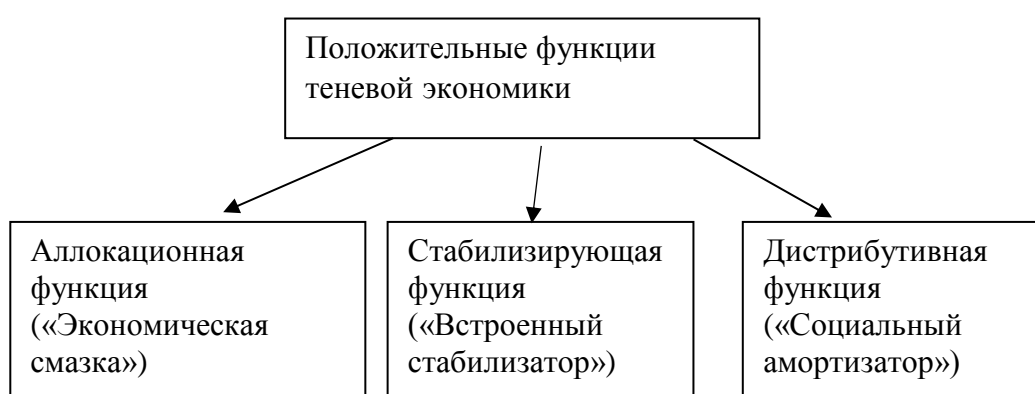 Положительные функции
теневой экономики
Аллокационная
функция
(«Экономическая
смазка»)
Стабилизирующая
функция
(«Встроенный
стабилизатор»)
Дистрибутивная
функция
(«Социальный
амортизатор»)